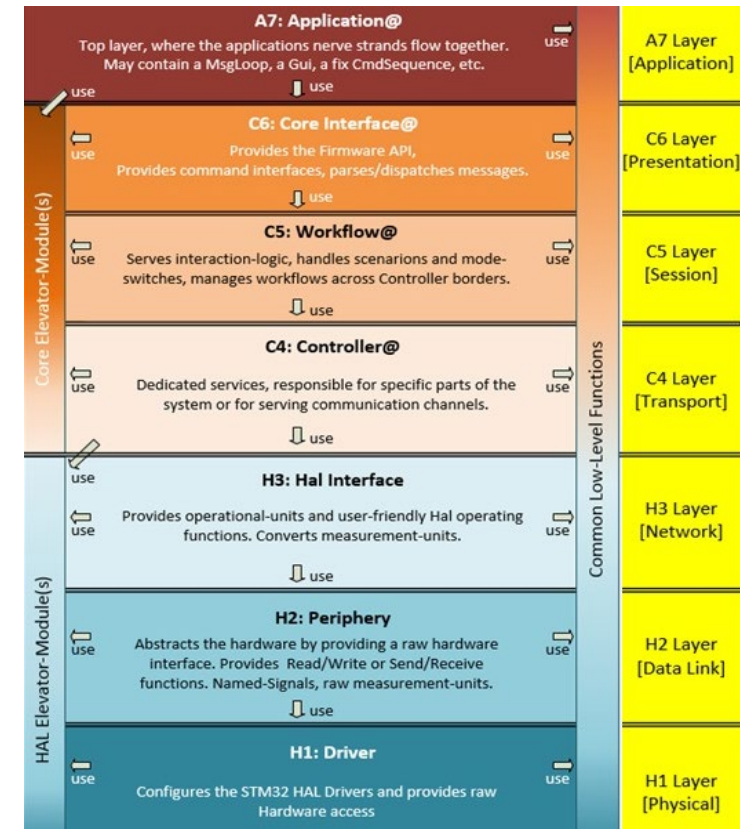 A7: Application@
Top layer, where the applications nerve strands flow together.
May contain a MsgLoop, a Gui, a fix CmdSequence, etc.
use
use
use
A7 Layer
[Application]
C6: Core Interface@
Provides the Firmware API,
Provides command interfaces, parses/dispatches messages.
use
use
use
C6 Layer
[Presentation]
C5: Workflow@
Serves interaction-logic, handles scenarions and mode-
switches, manages workflows across Controller borders.
use
use
use
C5 Layer
[Session]
C4: Controller@
Dedicated services, responsible for specific parts of the
system or for serving communication channels.
use
use
use
C4 Layer
[Transport]
Core Elevator-Module(s)
Common Low-Level Functions
use
H3: Hal Interface
Provides operational-units and user-friendly Hal operating
functions. Converts measurement-units.
use
use
use
H3 Layer
[Network]
H2: Periphery
Abstracts the hardware by providing a raw hardware
interface. Provides Read/Write or Send/Receive
functions. Named-Signals, raw measurement-units.
use
use
use
H2 Layer
[Data Link]
HAL Elevator-Module(s)
H1: Driver
Configures the STM32 HAL Drivers and provides raw
Hardware access
use
use
H1 Layer
[Physical]